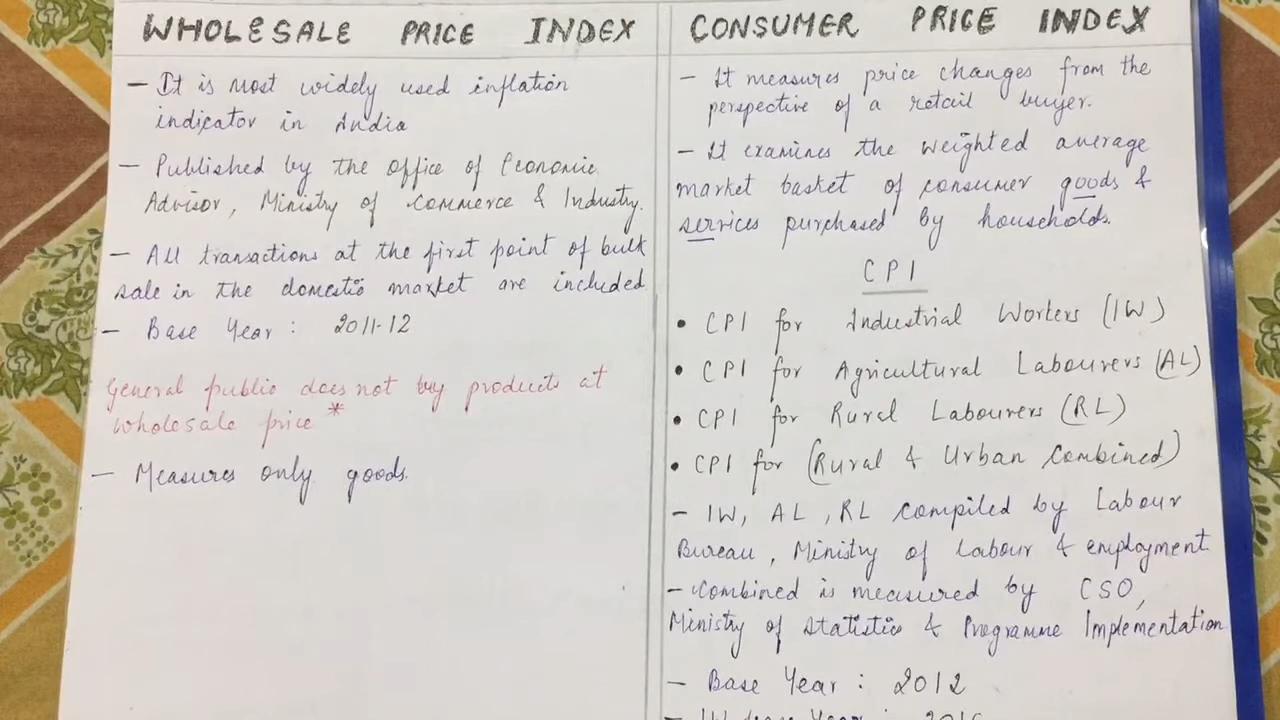 WHOLESALE PRICE INDEX
- It is most widely used inflation
indicator in India
- Published by the Office of Economic
Advisor, Ministry of Commerce & Industry.
- All transactions at the first point of bulk
sale in the domestic market are included
- Base Year : 2011-12
General public does not buy products at
wholesale price *
- Measures only goods.
CONSUMER PRICE INDEX
- It measures price changes from the
perspective of a retail buyer.
- It examines the weighted average
market basket of consumer goods &
services purchased by households.
CPI
• CPI for Industrial Workers (IW)
• CPI for Agricultural Labourers (AL)
• CPI for Rural Labourers (RL)
• CPI for (Rural & Urban Combined)
- IW, AL, RL compiled by Labour
Bureau, Ministry of Labour & employment.
- Combined is measured by CSO,
Ministry of Statistics & Programme Implementation
- Base Year : 2012